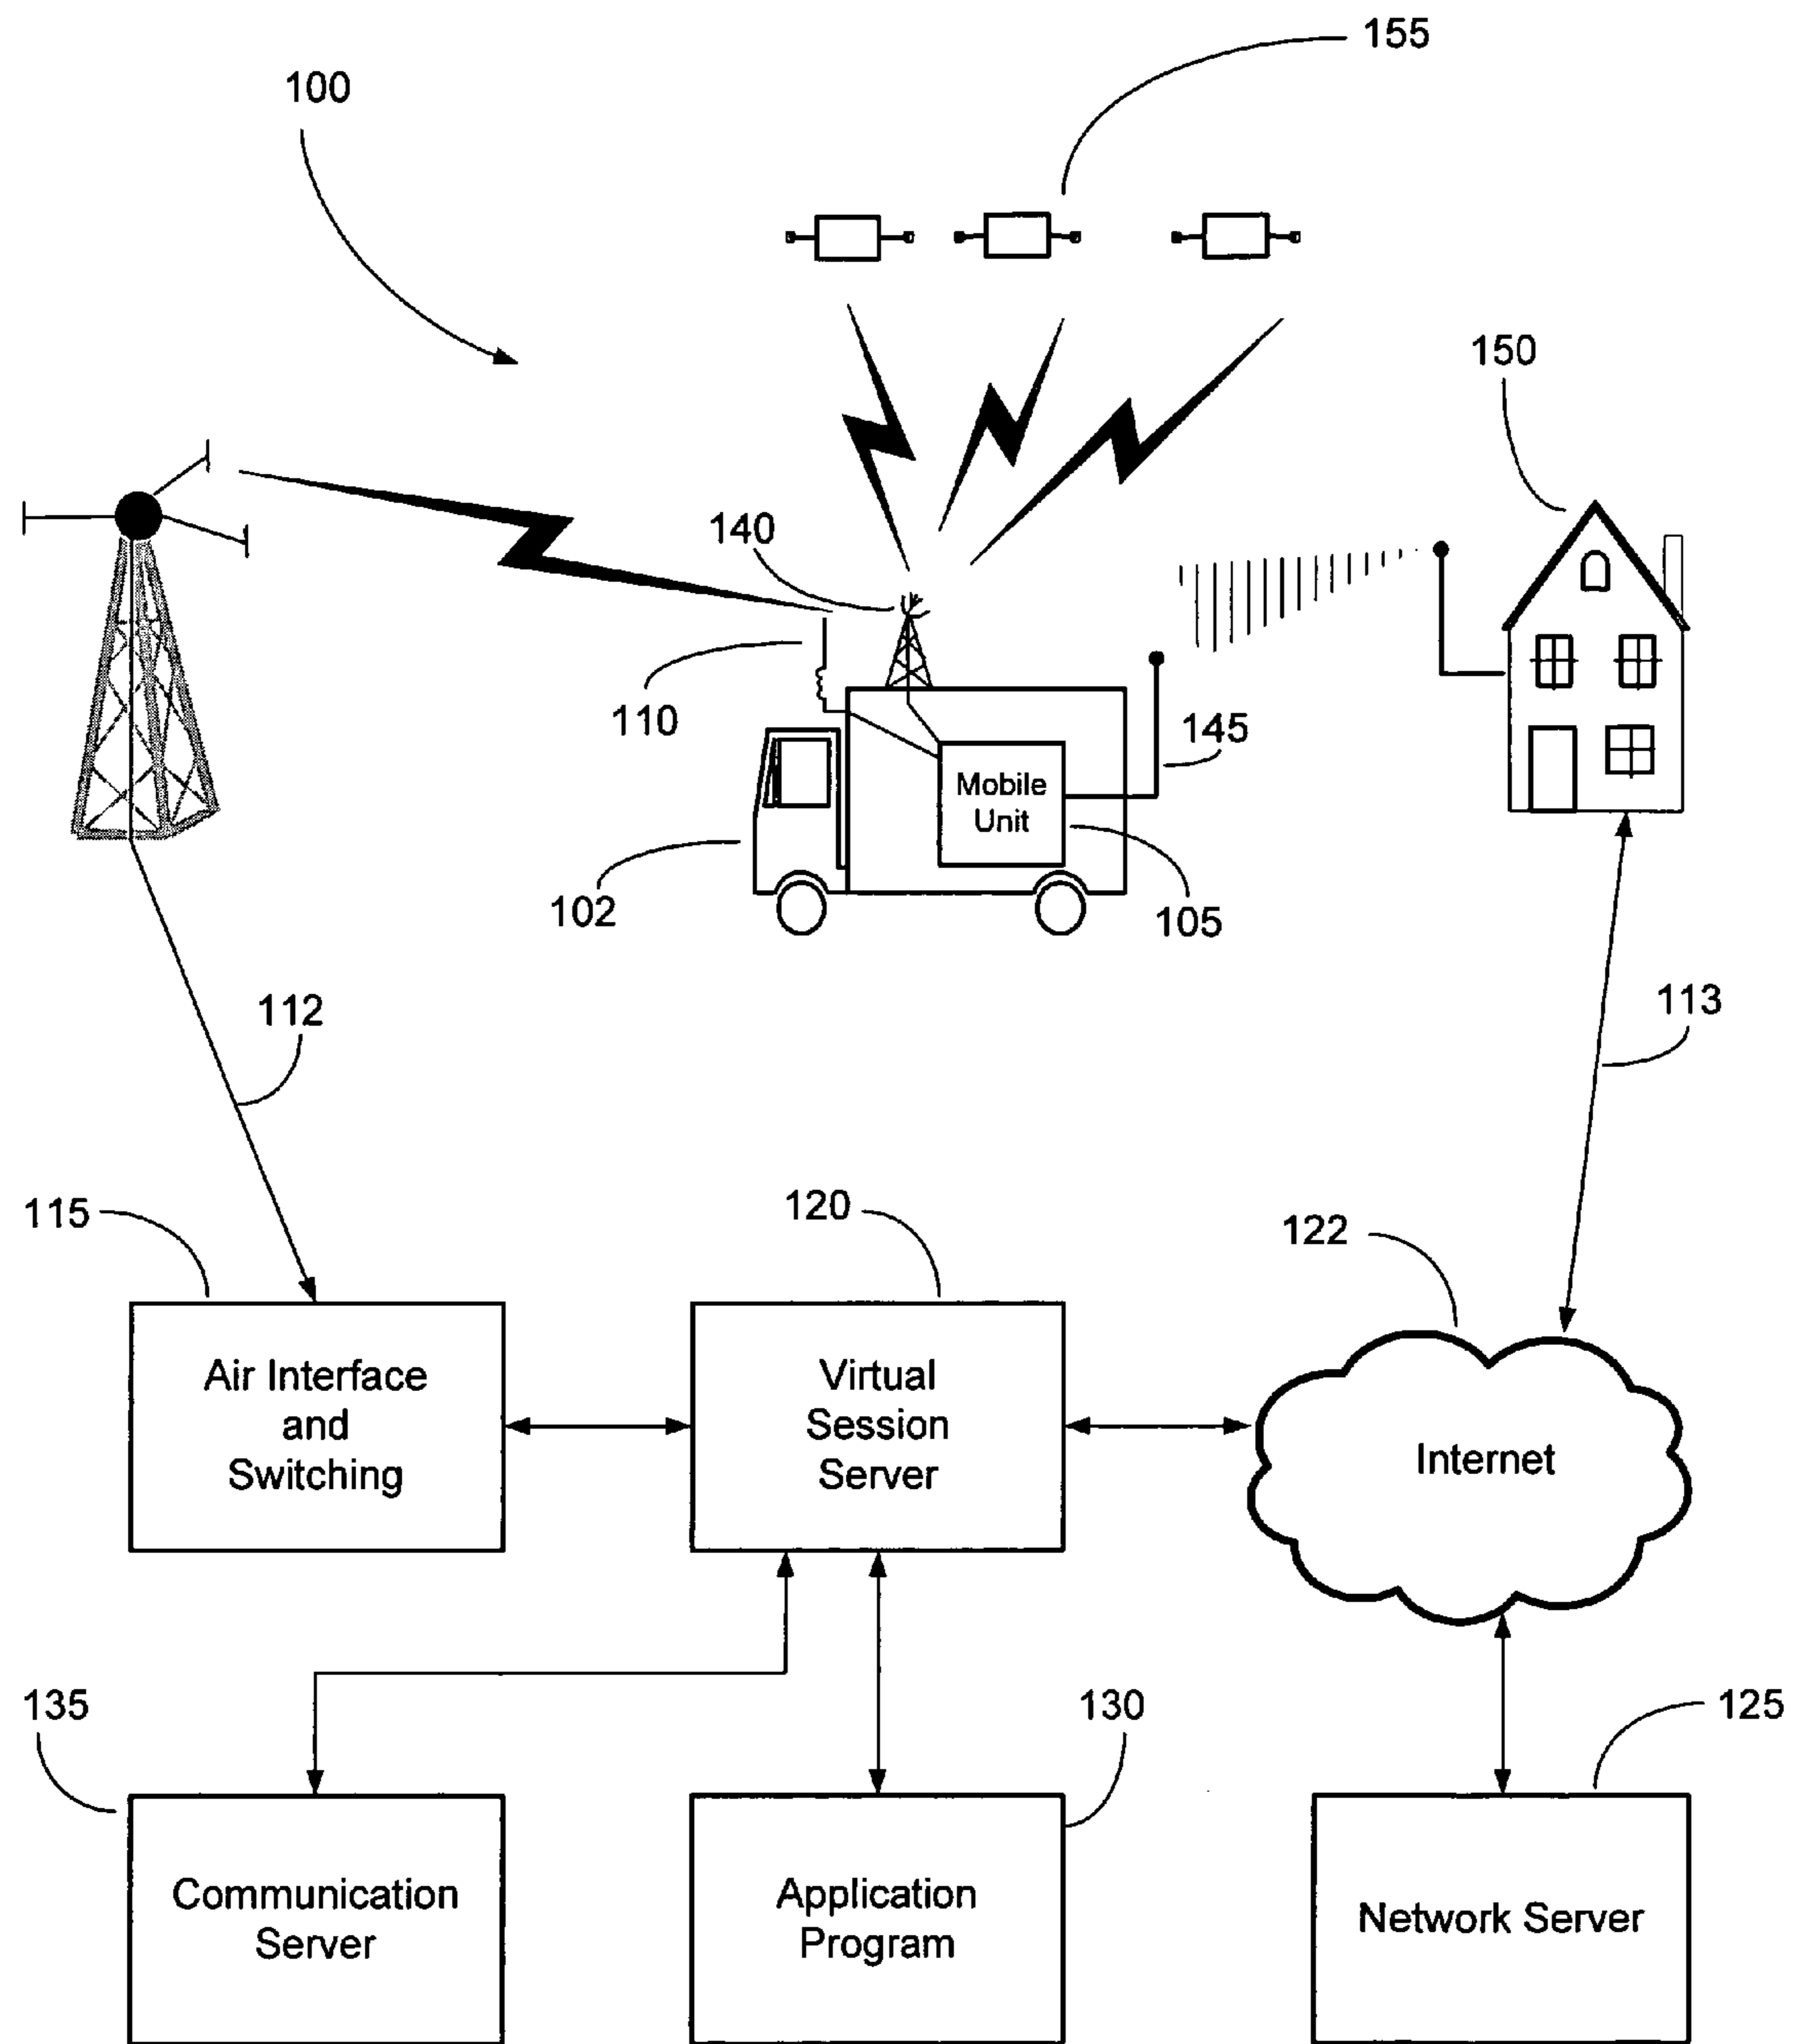 155
100
150
140
110
145
Mobile
Unit
102
105
112
113
115
120
122
Air Interface
and
Switching
Virtual
Session
Server
Internet
135
130
125
Communication
Server
Application
Program
Network Server